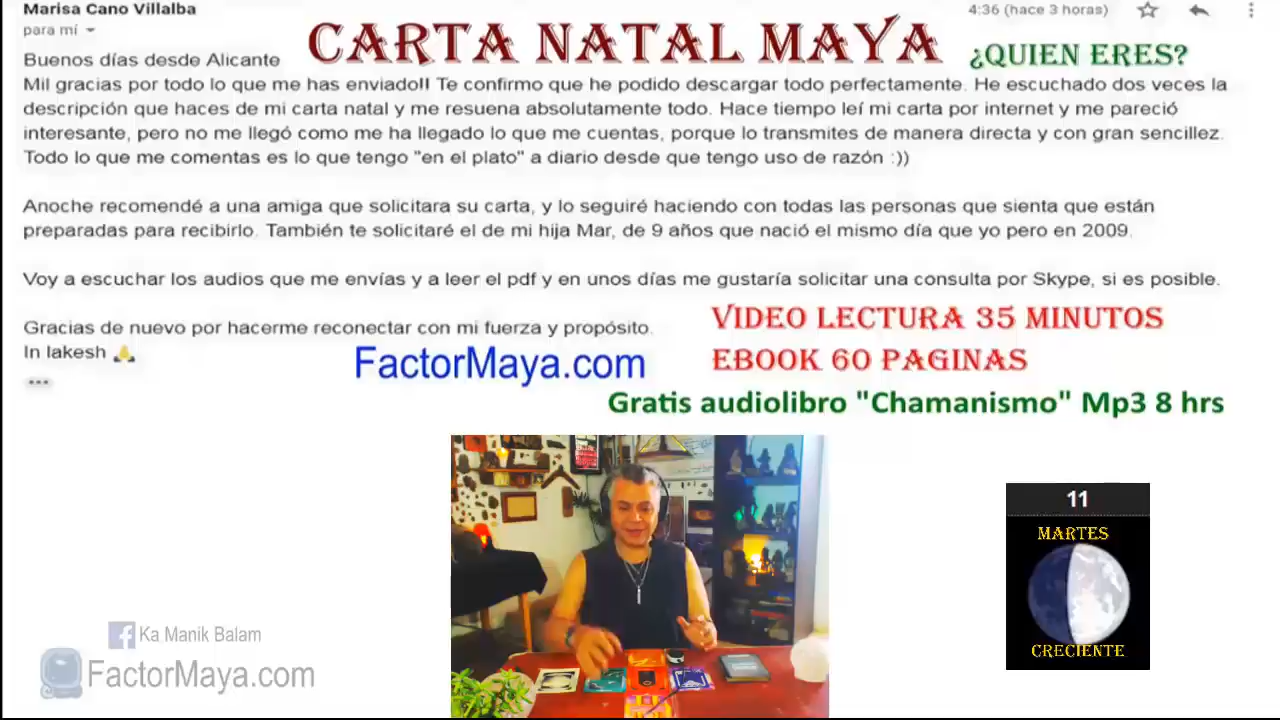 Marisa Cano Villalba
4:36 (hace 3 horas)
para mí
CARTA NATAL MAYA
¿QUIEN ERES?
Buenos días desde Alicante
Mil gracias por todo lo que me has enviado!! Te confirmo que he podido descargar todo perfectamente. He escuchado dos veces la
descripción que haces de mi carta natal y me resuena absolutamente todo. Hace tiempo leí mi carta por internet y me pareció
interesante, pero no me llegó como me ha llegado lo que me cuentas, porque lo transmites de manera directa y con gran sencillez.
Todo lo que me comentas es lo que tengo "en el plato" a diario desde que tengo uso de razón :))
Anoche recomendé a una amiga que solicitara su carta, y lo seguiré haciendo con todas las personas que sienta que están
preparadas para recibirlo. También te solicitaré el de mi hija Mar, de 9 años que nació el mismo día que yo pero en 2009.
Voy a escuchar los audios que me envías y a leer el pdf y en unos días me gustaría solicitar una consulta por Skype, si es posible.
Gracias de nuevo por hacerme reconectar con mi fuerza y propósito.
In lakesh 🙏
VIDEO LECTURA 35 MINUTOS
EBOOK 60 PAGINAS
FactorMaya.com
Gratis audiolibro "Chamanismo" Mp3 8 hrs
11
MARTES
CRECIENTE
Ka Manik Balam
FactorMaya.com